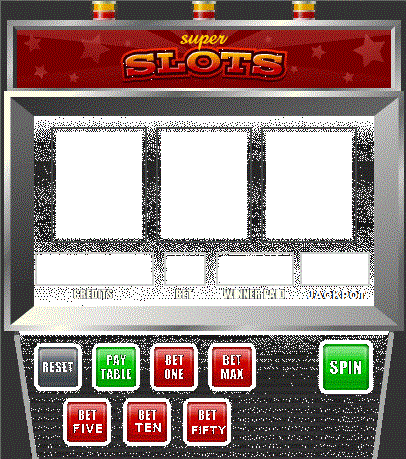 super
SLOTS
CREDITS BET WINNER PAID JACKPOT
RESET PAY TABLE BET ONE BET MAX SPIN
BET FIVE BET TEN BET FIFTY